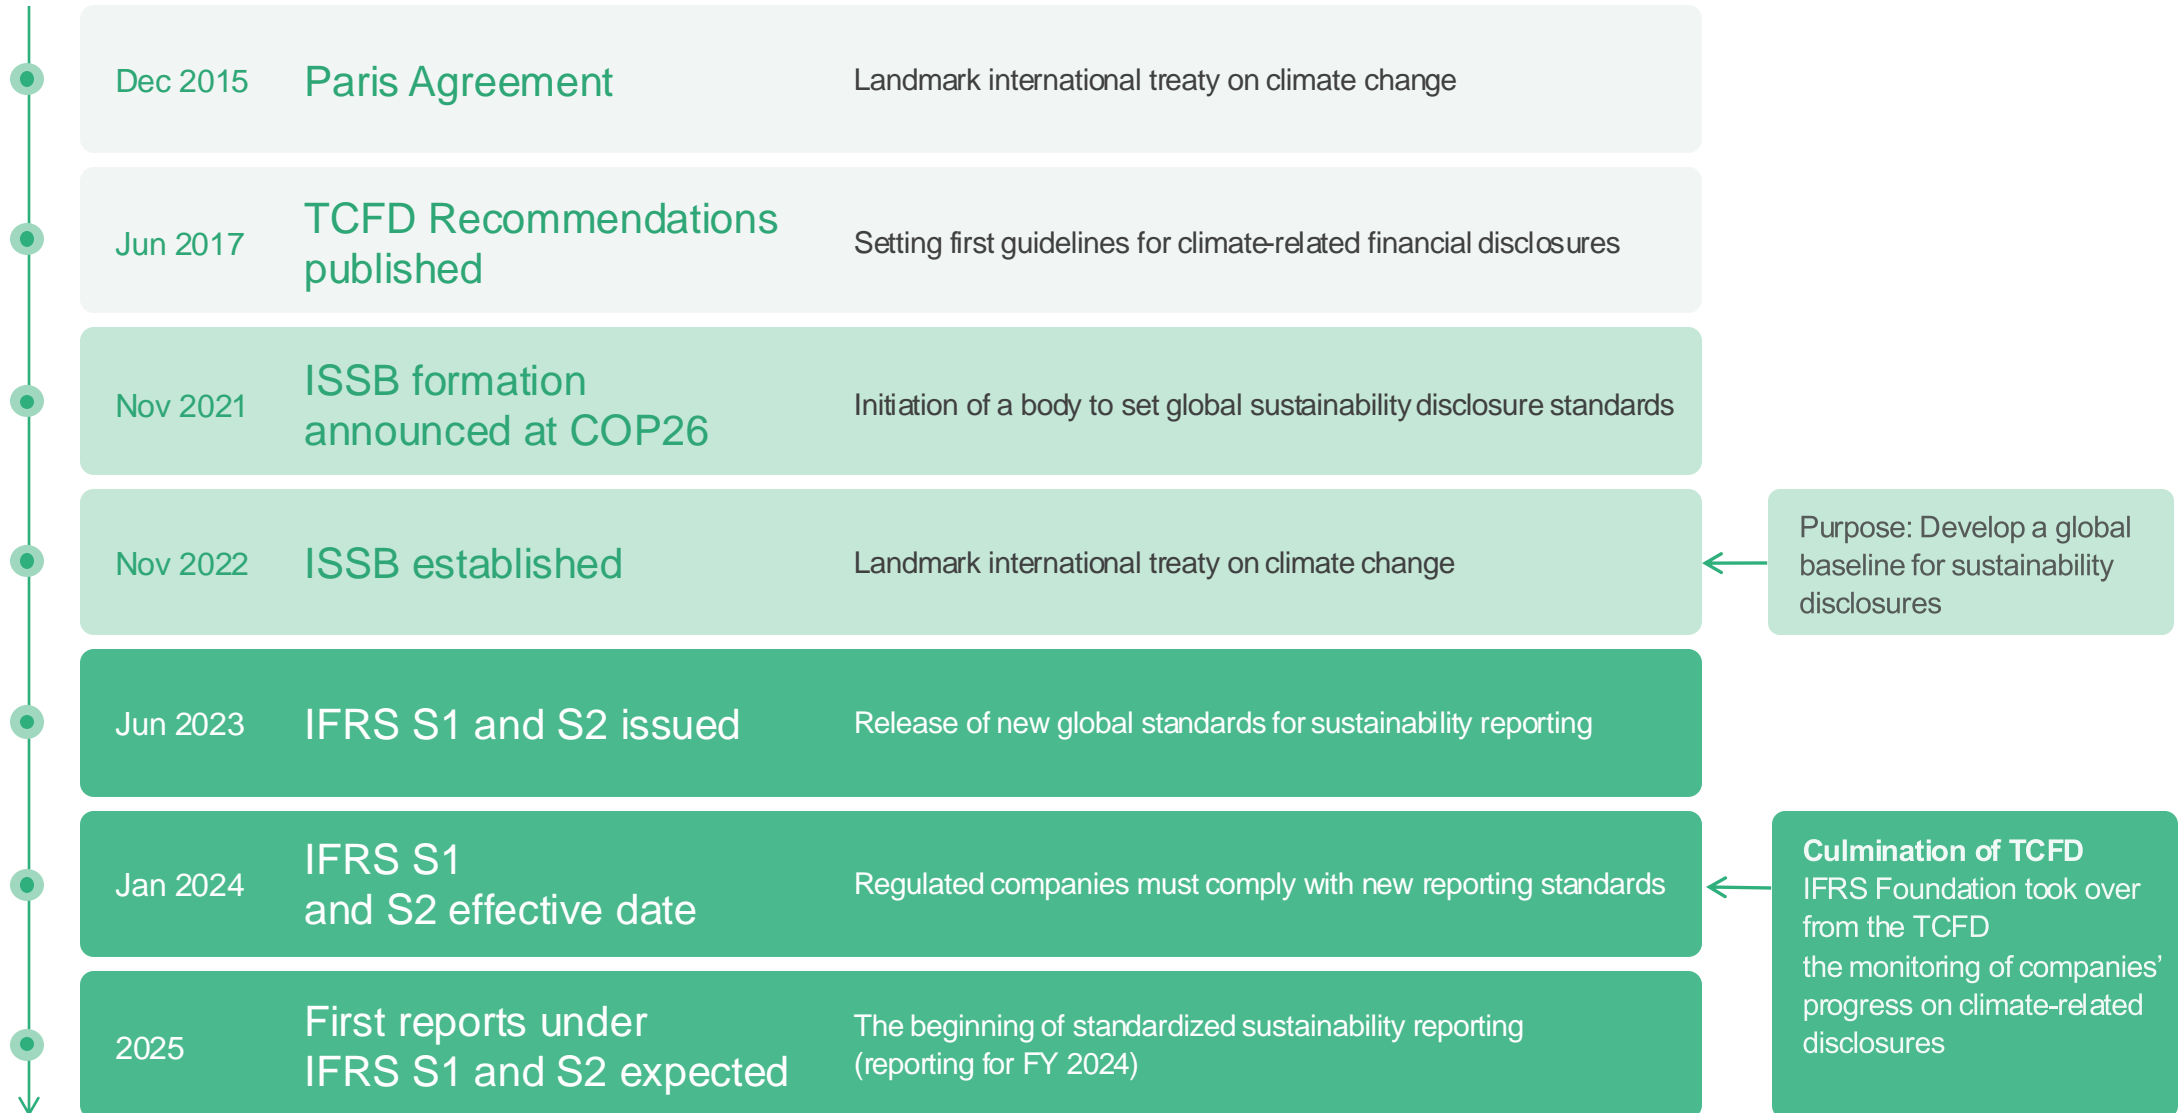 Dec 2015
Paris Agreement
Landmark international treaty on climate change
Jun 2017
TCFD Recommendations
published
Setting first guidelines for climate-related financial disclosures
Nov 2021
ISSB formation
announced at COP26
Initiation of a body to set global sustainability disclosure standards
Nov 2022
ISSB established
Landmark international treaty on climate change
Purpose: Develop a global
baseline for sustainability
disclosures
Jun 2023
IFRS S1 and S2 issued
Release of new global standards for sustainability reporting
Jan 2024
IFRS S1
and S2 effective date
Regulated companies must comply with new reporting standards
Culmination of TCFD
IFRS Foundation took over
from the TCFD
the monitoring of companies’
progress on climate-related
disclosures
2025
First reports under
IFRS S1 and S2 expected
The beginning of standardized sustainability reporting
(reporting for FY 2024)